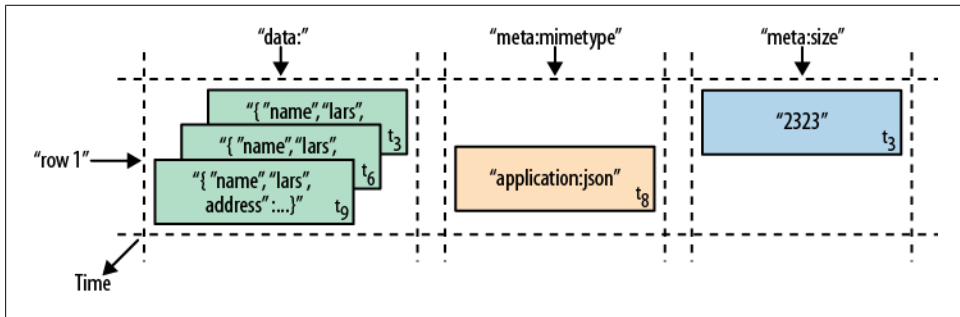 “data:” “meta:mimetype” “meta:size”
“{ ”name”,“lars”, “2323”
t3 t3
“{ ”name”,“lars”,
“row 1”
t6
“{ ”name”,“lars”, “application:json”
address” :...}”
t9 t8
Time